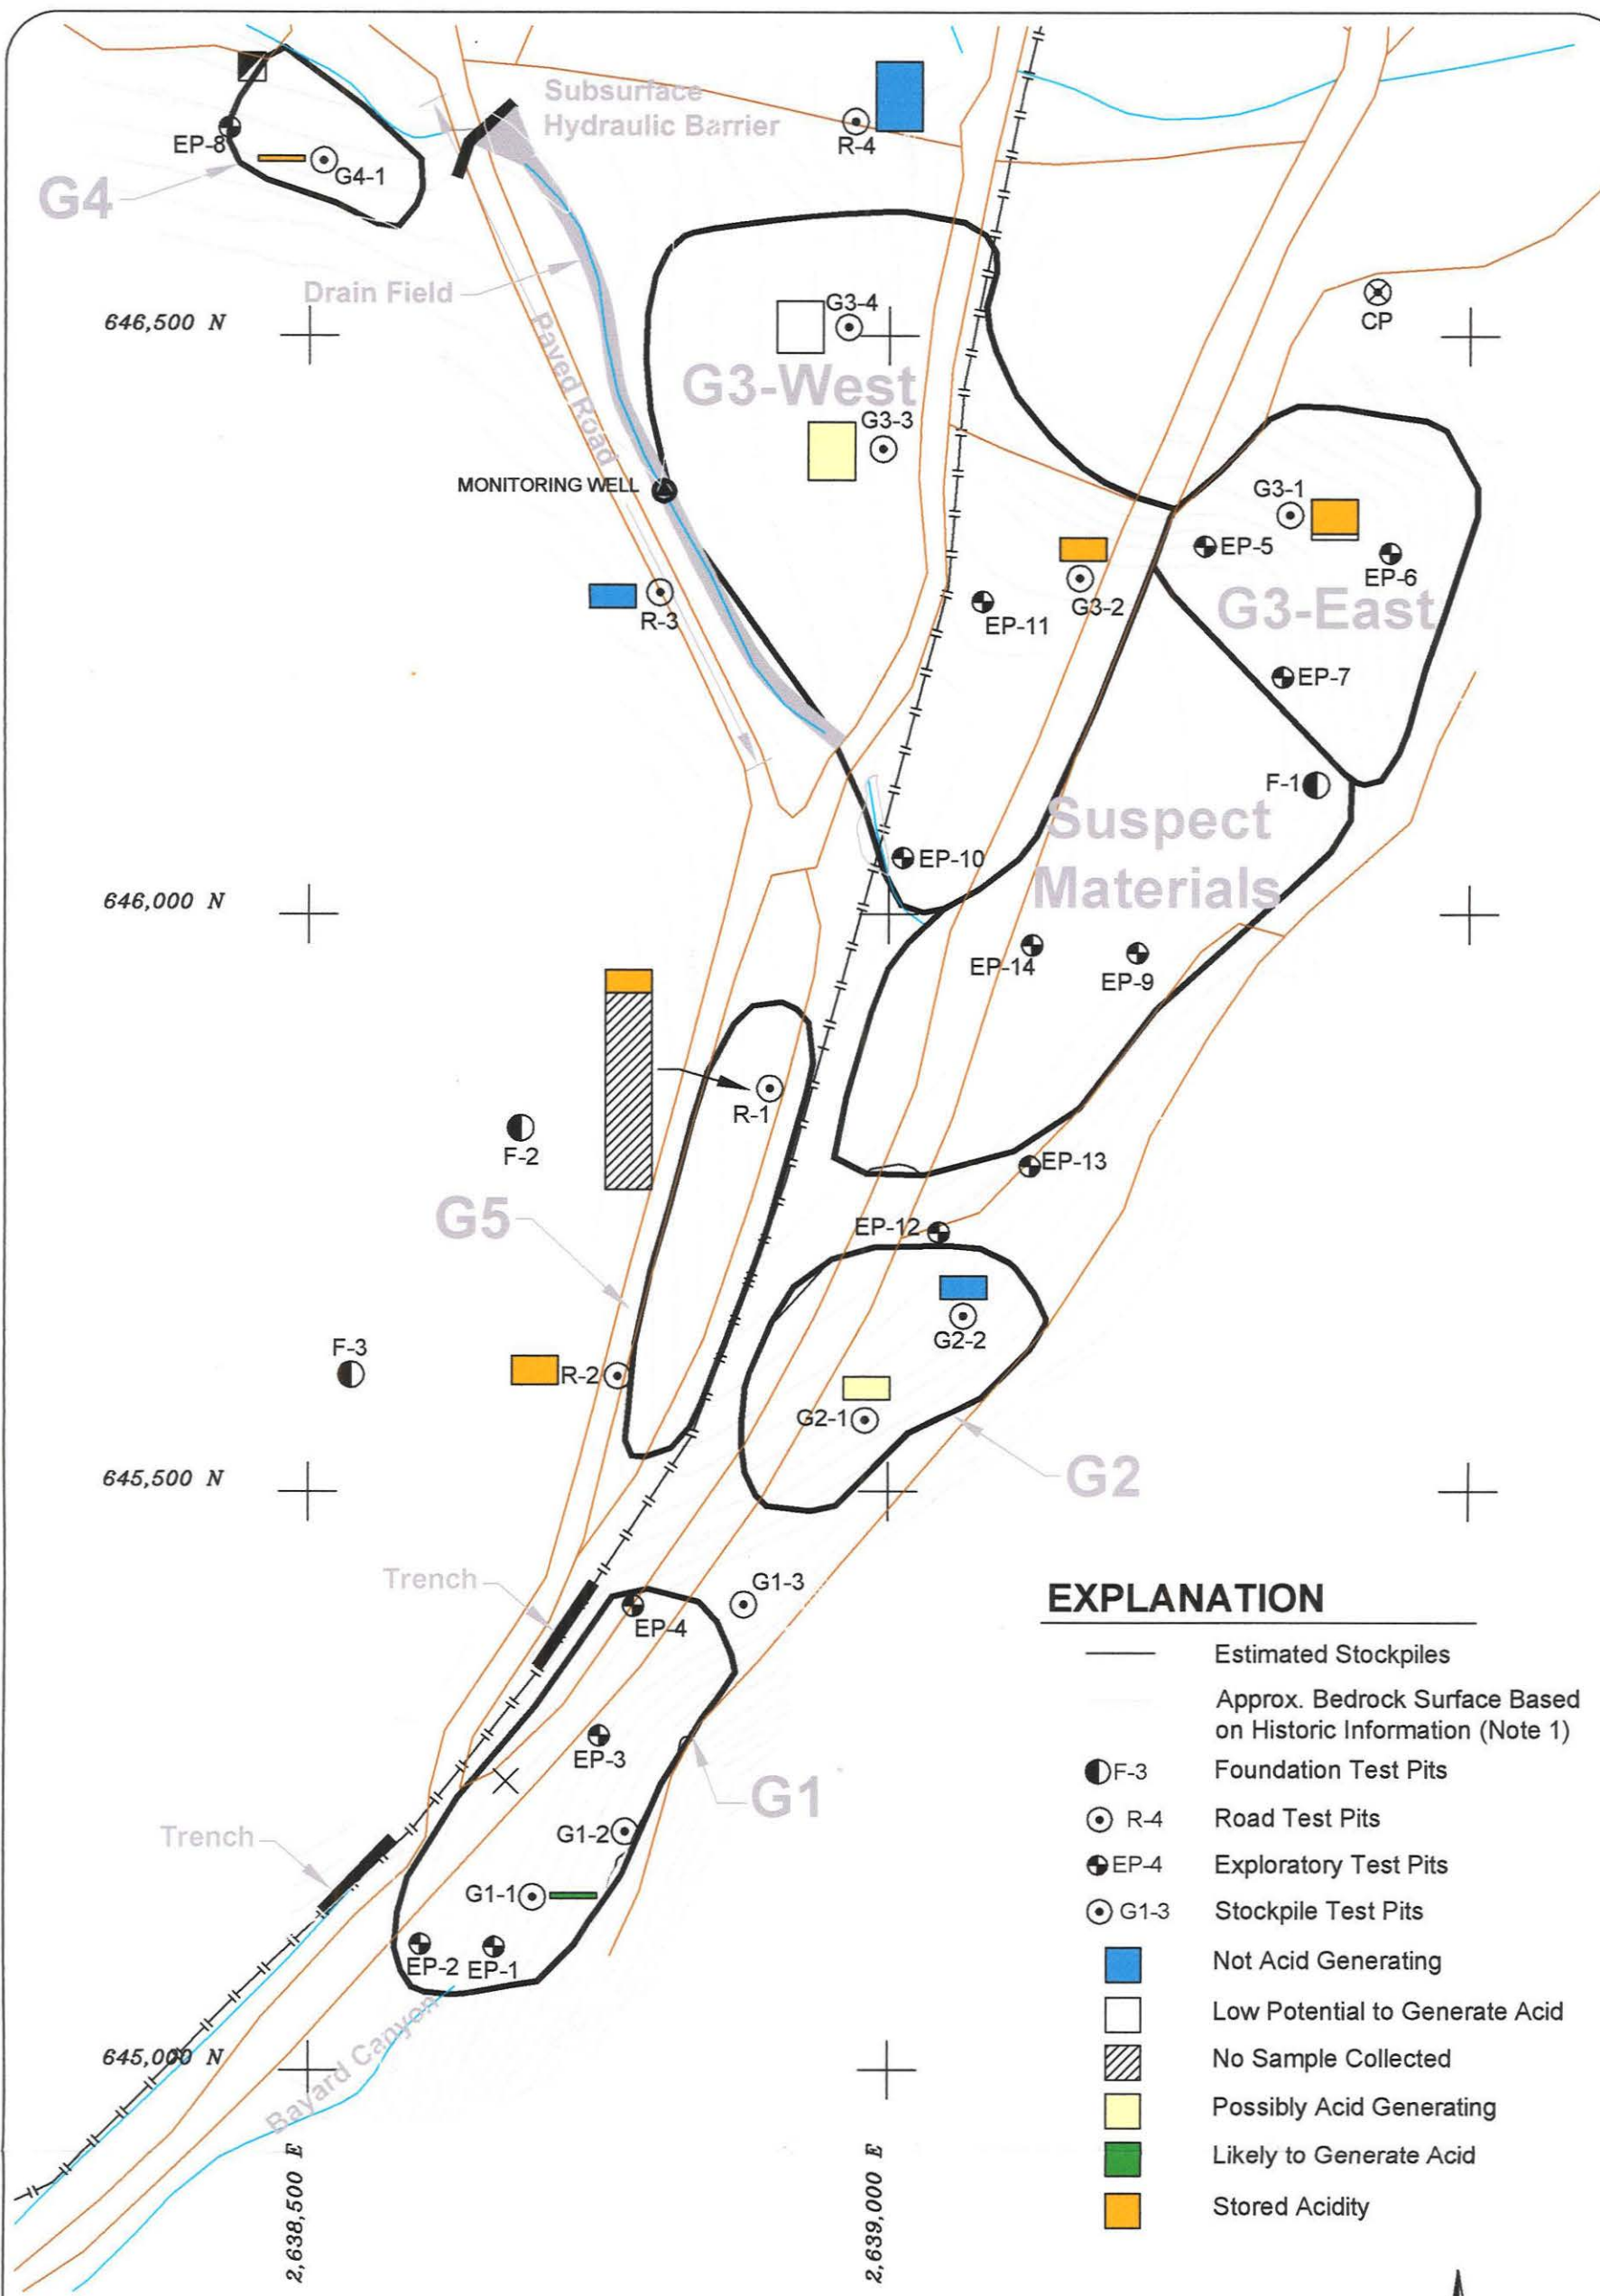 Subsurface
Hydraulic Barrier
R-4
EP-8
G4-1
G4
Drain Field
CP
646,500 N
G3-4
Paved Road
G3-West
G3-3
MONITORING WELL
G3-1
EP-5
EP-6
G3-2
EP-11
R-3
G3-East
EP-7
F-1
Suspect
Materials
EP-10
646,000 N
EP-14
EP-9
R-1
F-2
EP-13
G5
EP-12
G2-2
F-3
R-2
G2-1
G2
645,500 N
Trench
G1-3
EP-4
EP-3
G1
Trench
G1-2
G1-1
EP-2
EP-1
Bayard Canyon
645,000 N
2,638,500 E
2,639,000 E
EXPLANATION
Estimated Stockpiles
Approx. Bedrock Surface Based
on Historic Information (Note 1)
F-3 Foundation Test Pits
R-4 Road Test Pits
EP-4 Exploratory Test Pits
G1-3 Stockpile Test Pits
Not Acid Generating
Low Potential to Generate Acid
No Sample Collected
Possibly Acid Generating
Likely to Generate Acid
Stored Acidity